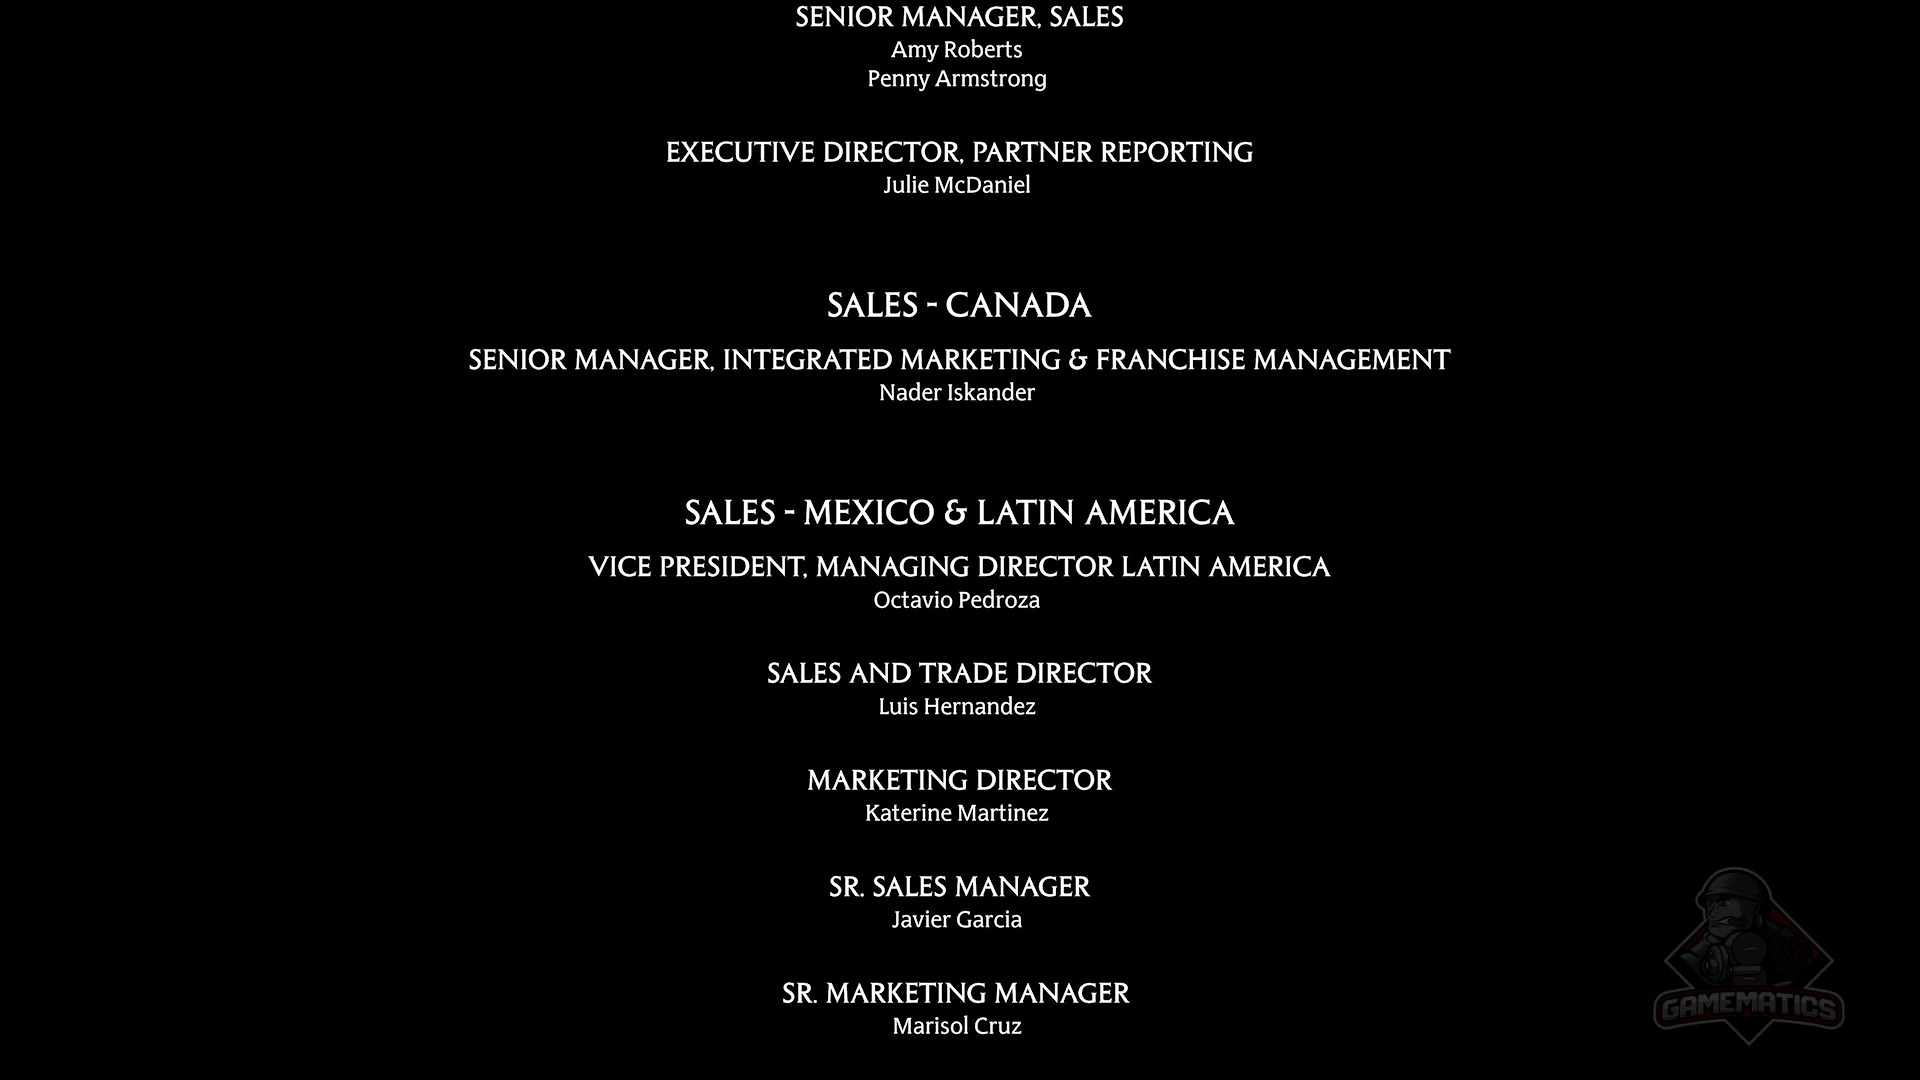 SENIOR MANAGER, SALES
Amy Roberts
Penny Armstrong
EXECUTIVE DIRECTOR, PARTNER REPORTING
Julie McDaniel
SALES - CANADA
SENIOR MANAGER, INTEGRATED MARKETING & FRANCHISE MANAGEMENT
Nader Iskander
SALES - MEXICO & LATIN AMERICA
VICE PRESIDENT, MANAGING DIRECTOR LATIN AMERICA
Octavio Pedroza
SALES AND TRADE DIRECTOR
Luis Hernandez
MARKETING DIRECTOR
Katerine Martinez
SR. SALES MANAGER
Javier Garcia
SR. MARKETING MANAGER
Marisol Cruz
GAMEMATICS